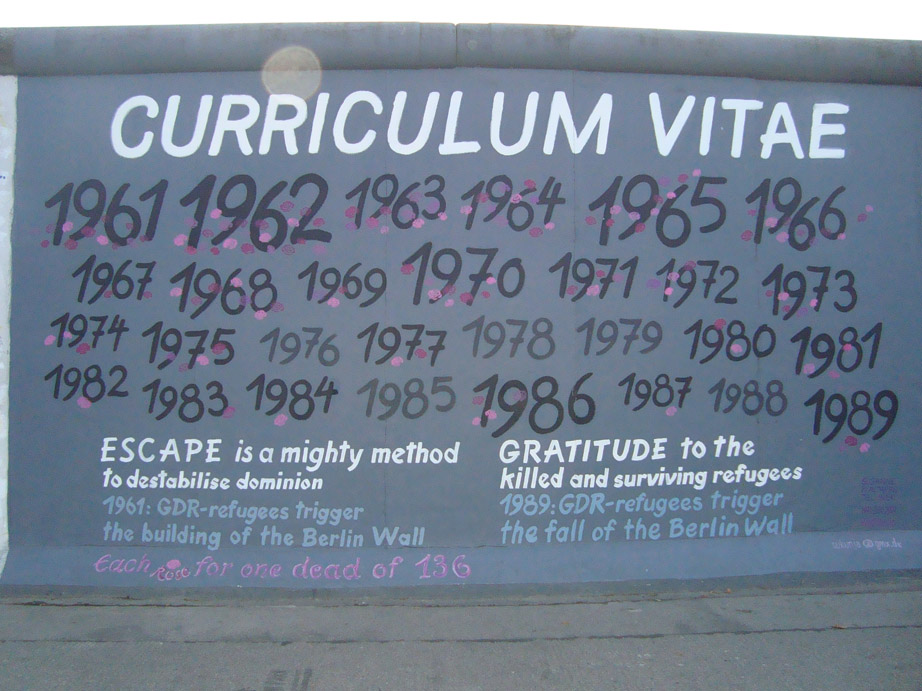 CURRICULUM VITAE
1961 1962 1963 1964 1965 1966
1967 1968 1969 1970 1971 1972 1973
1974 1975 1976 1977 1978 1979 1980 1981
1982 1983 1984 1985 1986 1987 1988 1989
ESCAPE is a mighty method
to destabilise dominion
1961: GDR-refugees trigger
the building of the Berlin Wall
GRATITUDE to the
killed and surviving refugees
1989: GDR-refugees trigger
the fall of the Berlin Wall
Each rose for one dead of 136